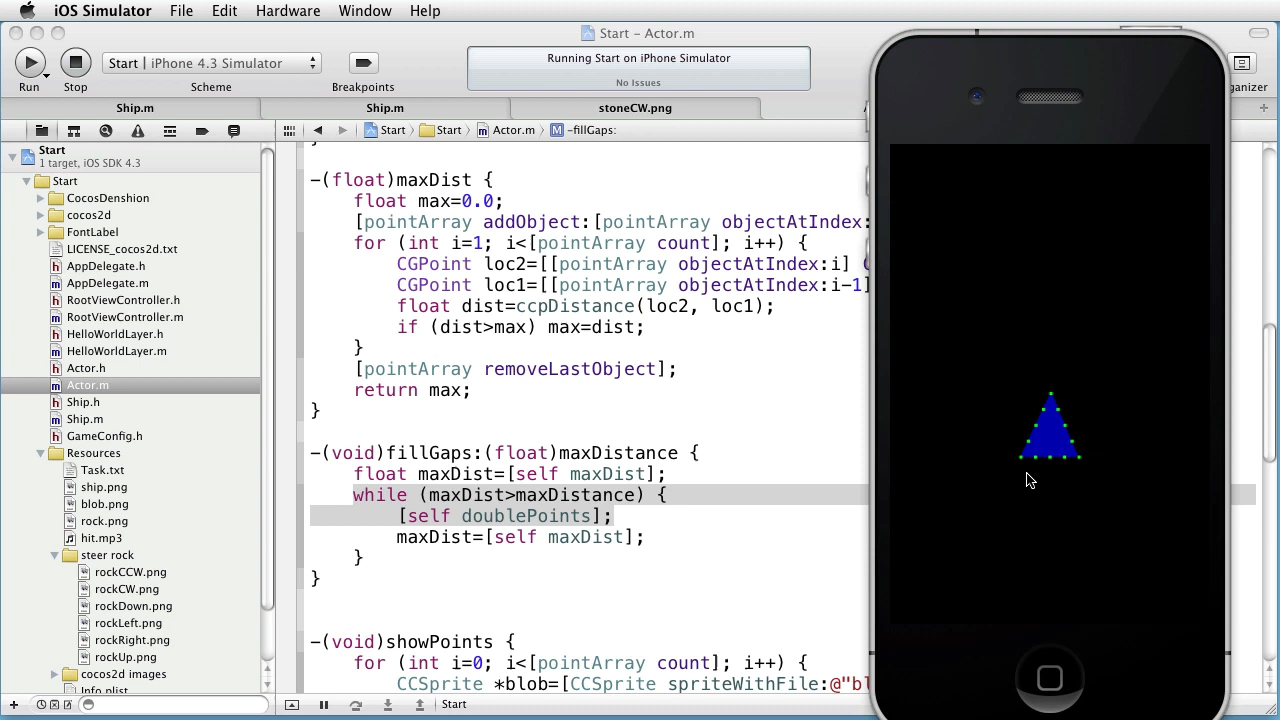 iOS Simulator File Edit Hardware Window Help
Start - Actor.m
Start | iPhone 4.3 Simulator
Running Start on iPhone Simulator
No Issues
Run Stop Scheme Breakpoints ganizer
Ship.m Ship.m stoneCW.png
Start Start Actor.m M -fillGaps:
Start
1 target, iOS SDK 4.3
Start
CocosDenshion
cocos2d
FontLabel
LICENSE_cocos2d.txt
AppDelegate.h
AppDelegate.m
RootViewController.h
RootViewController.m
HelloWorldLayer.h
HelloWorldLayer.m
Actor.h
Actor.m
Ship.h
Ship.m
GameConfig.h
Resources
Task.txt
ship.png
blob.png
rock.png
hit.mp3
steer rock
rockCCW.png
rockCW.png
rockDown.png
rockLeft.png
rockRight.png
rockUp.png
cocos2d images
Info.plist
}
-(float)maxDist {
float max=0.0;
[pointArray addObject:[pointArray objectAtIndex:
for (int i=1; i<[pointArray count]; i++) {
CGPoint loc2=[[pointArray objectAtIndex:i]
CGPoint loc1=[[pointArray objectAtIndex:i-1]
float dist=ccpDistance(loc2, loc1);
if (dist>max) max=dist;
}
[pointArray removeLastObject];
return max;
}
-(void)fillGaps:(float)maxDistance {
float maxDist=[self maxDist];
while (maxDist>maxDistance) {
[self doublePoints];
maxDist=[self maxDist];
}
}
-(void)showPoints {
for (int i=0; i<[pointArray count]; i++) {
CCSprite *blob=[CCSprite spriteWithFile:@"bl
Start